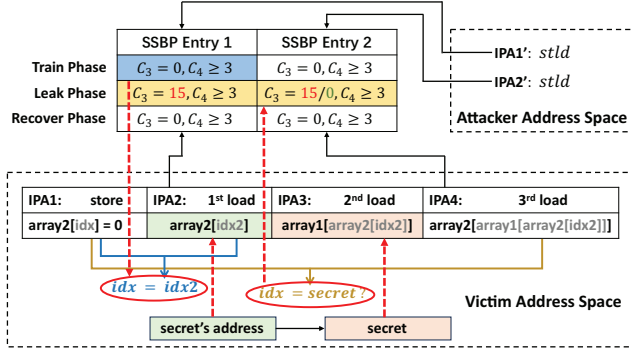 SSBP Entry 1 SSBP Entry 2
Train Phase C₃ = 0, C₄ ≥ 3 C₃ = 0, C₄ ≥ 3
Leak Phase C₃ = 15, C₄ ≥ 3 C₃ = 15/0, C₄ ≥ 3
Recover Phase C₃ = 0, C₄ ≥ 3 C₃ = 0, C₄ ≥ 3
IPA1': stld
IPA2': stld
Attacker Address Space
IPA1: store IPA2: 1st load IPA3: 2nd load IPA4: 3rd load
array2[idx] = 0 array2[idx2] array1[array2[idx2]] array2[array1[array2[idx2]]]
idx = idx2 idx = secret?
Victim Address Space
secret's address secret